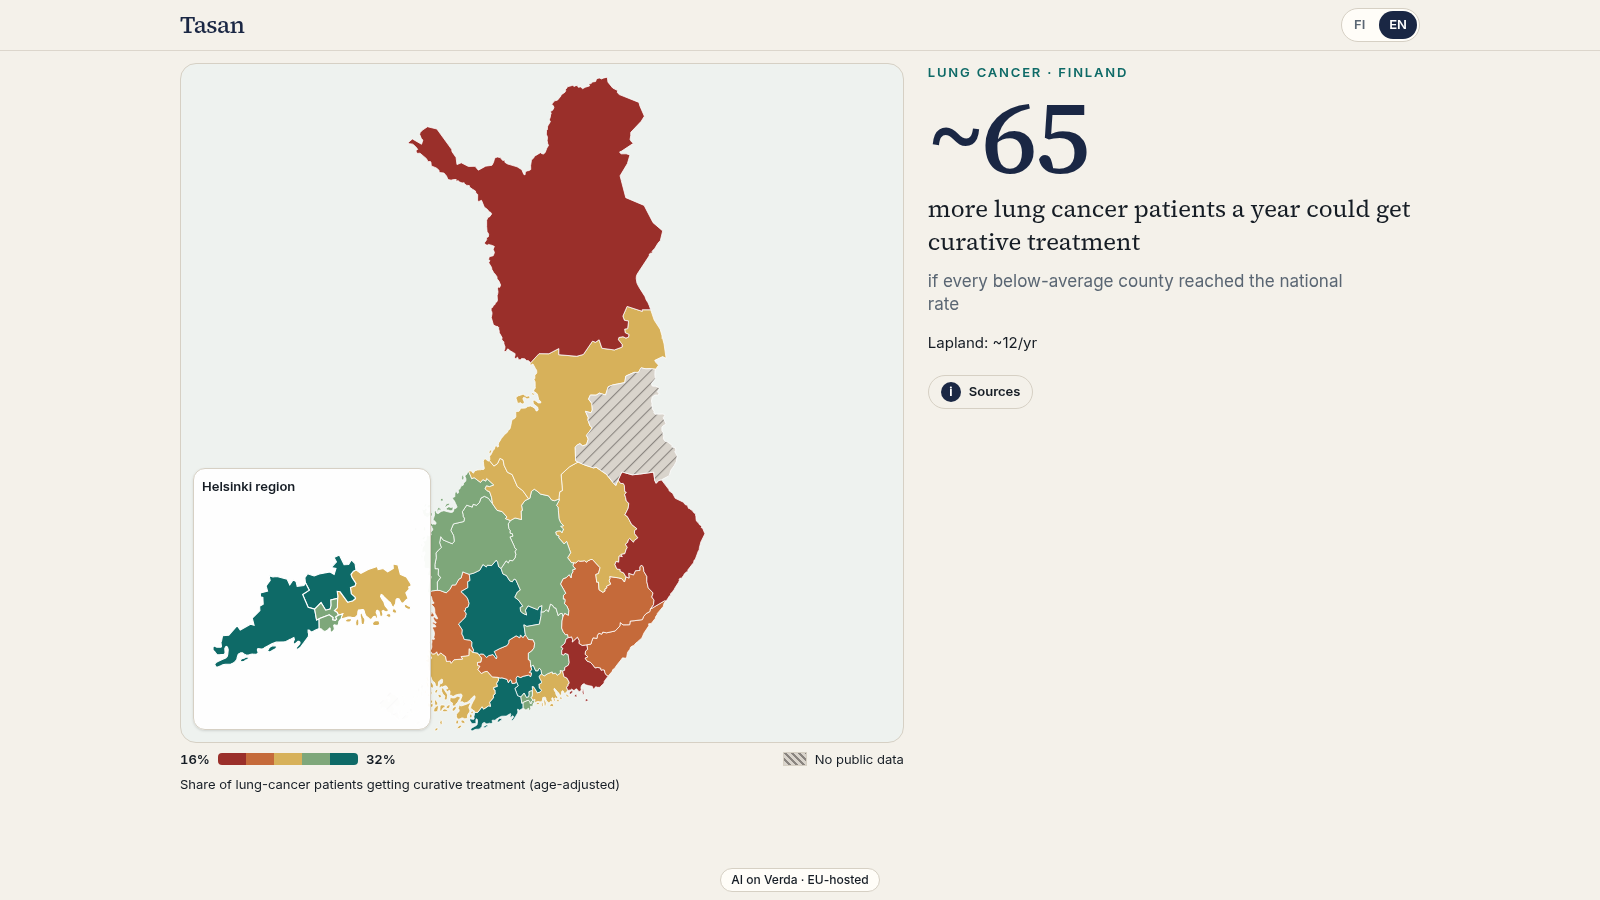 Tasan
FI
EN
LUNG CANCER · FINLAND
~65
more lung cancer patients a year could get
curative treatment
if every below-average county reached the national
rate
Lapland: ~12/yr
i Sources
Helsinki region
16%
32%
No public data
Share of lung-cancer patients getting curative treatment (age-adjusted)
AI on Verda · EU-hosted